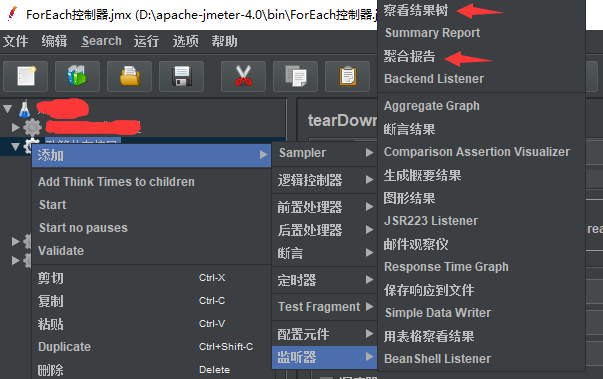 ForEach控制器.jmx (D:\apache-jmeter-4.0\bin\ForEach控制器.j
文件 编辑 Search 运行 选项 工具
tearDown
添加
Add Think Times to children
Start
Start no pauses
Validate
剪切 Ctrl-X
复制 Ctrl-C
粘贴 Ctrl-V
Duplicate Ctrl+Shift-C
删除 Delete
Sampler
逻辑控制器
前置处理器
后置处理器
断言
定时器
Test Fragment
配置元件
监听器
察看结果树
Summary Report
聚合报告
Backend Listener
Aggregate Graph
断言结果
Comparison Assertion Visualizer
生成概要结果
图形结果
JSR223 Listener
邮件观察仪
Response Time Graph
保存响应到文件
Simple Data Writer
用表格察看结果
BeanShell Listener
rea